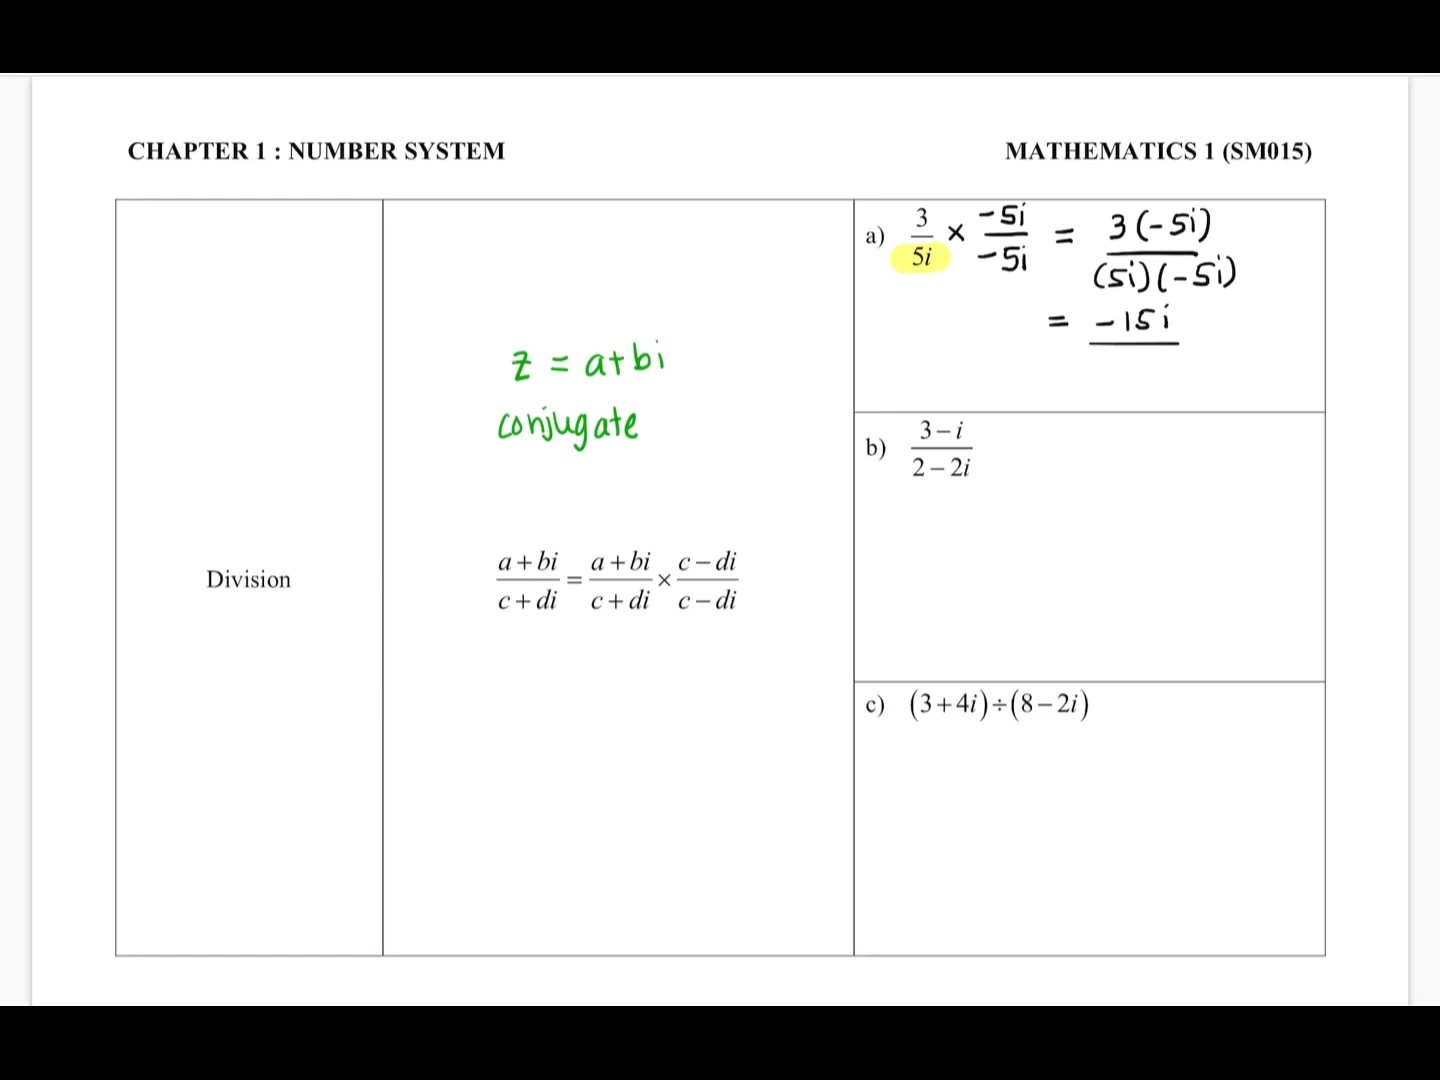 CHAPTER 1 : NUMBER SYSTEM
MATHEMATICS 1 (SM015)
Division
z = a+bi
conjugate
a + bi / c + di = a + bi / c + di × c − di / c − di
a) 3 / 5i × -5i / -5i = 3(-5i) / (5i)(-5i)
= -15i
b) 3 − i / 2 − 2i
c) (3 + 4i) ÷ (8 − 2i)